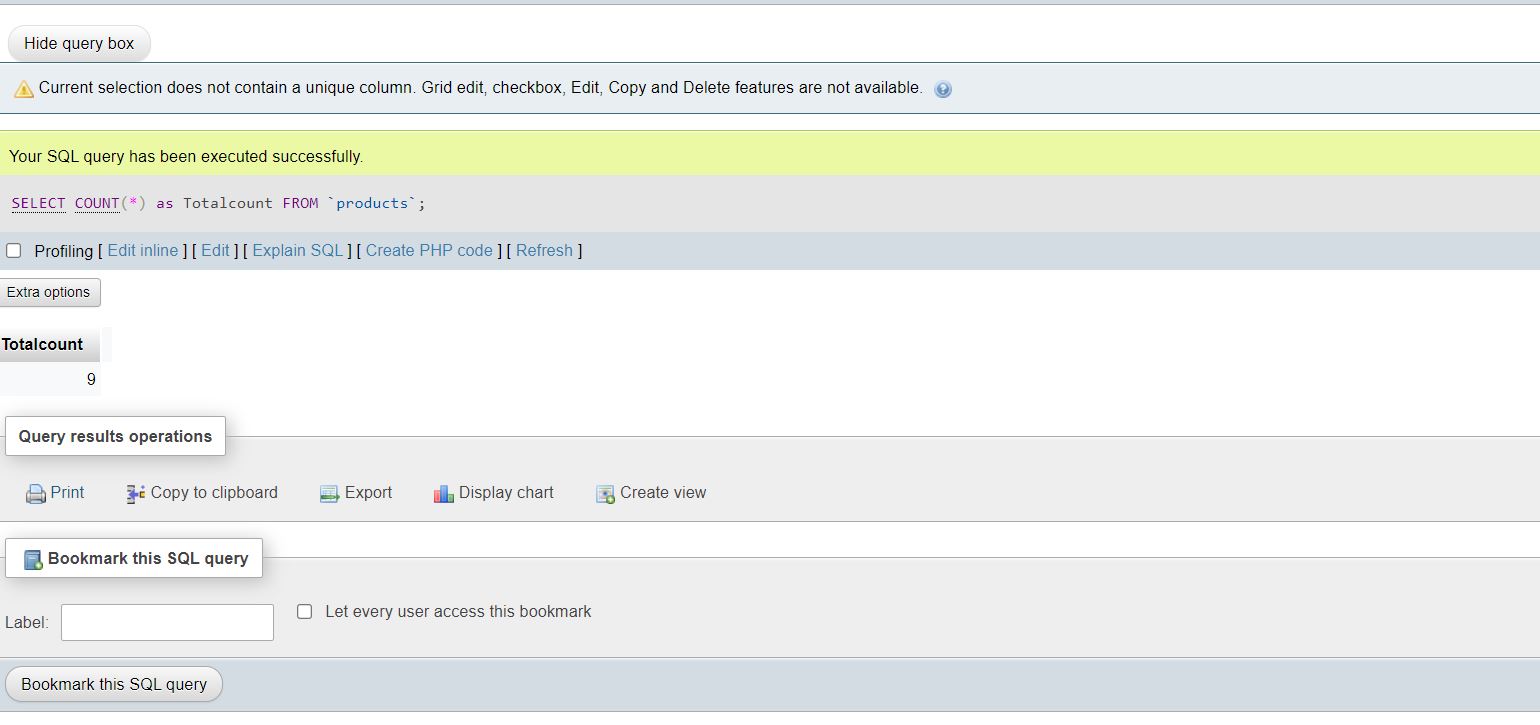 Hide query box
Current selection does not contain a unique column. Grid edit, checkbox, Edit, Copy and Delete features are not available.
Your SQL query has been executed successfully.
SELECT COUNT(*) as Totalcount FROM `products`;
Profiling [ Edit inline ] [ Edit ] [ Explain SQL ] [ Create PHP code ] [ Refresh ]
Extra options
Totalcount
9
Query results operations
Print Copy to clipboard Export Display chart Create view
Bookmark this SQL query
Label: Let every user access this bookmark
Bookmark this SQL query